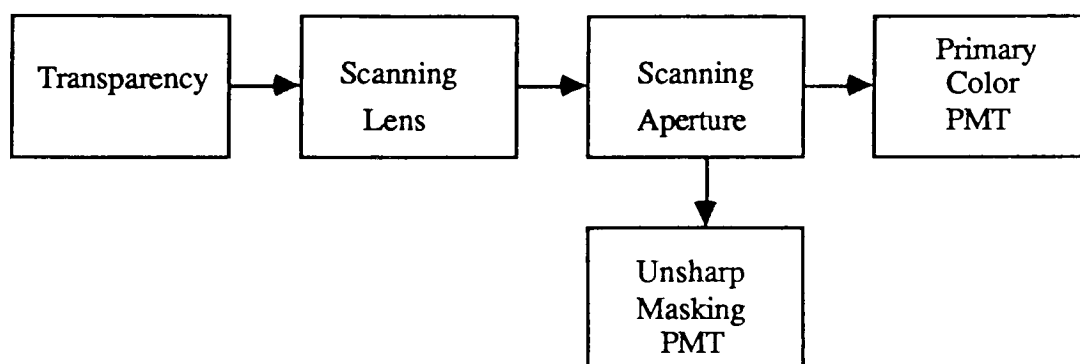 Transparency
Scanning
Lens
Scanning
Aperture
Primary
Color
PMT
Unsharp
Masking
PMT